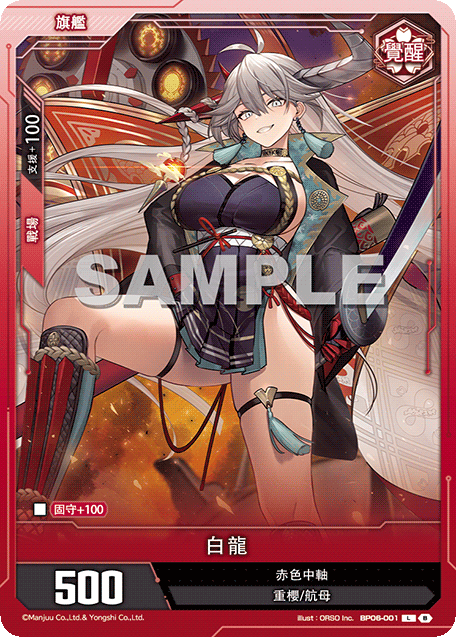 旗艦
覺醒
支援+100
戰場
SAMPLE
固守+100
白龍
500
赤色中軸
重櫻/航母
©Manjuu Co.,Ltd.& Yongshi Co.,Ltd.
illust : ORSO Inc. BP06-001 L B